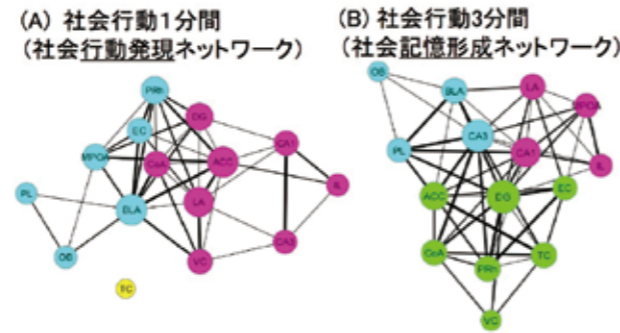 (A) 社会行動1分間
(社会行動発現ネットワーク)
(B) 社会行動3分間
(社会記憶形成ネットワーク)
PRh
EC
DG
MPOA
CeA
ACC
CA1
IL
PL
BLA
LA
OB
VC
CA3
TC
OB
BLA
LA
MPOA
PL
CA3
CA1
IL
ACC
DG
EC
CeA
PRh
TC
VC